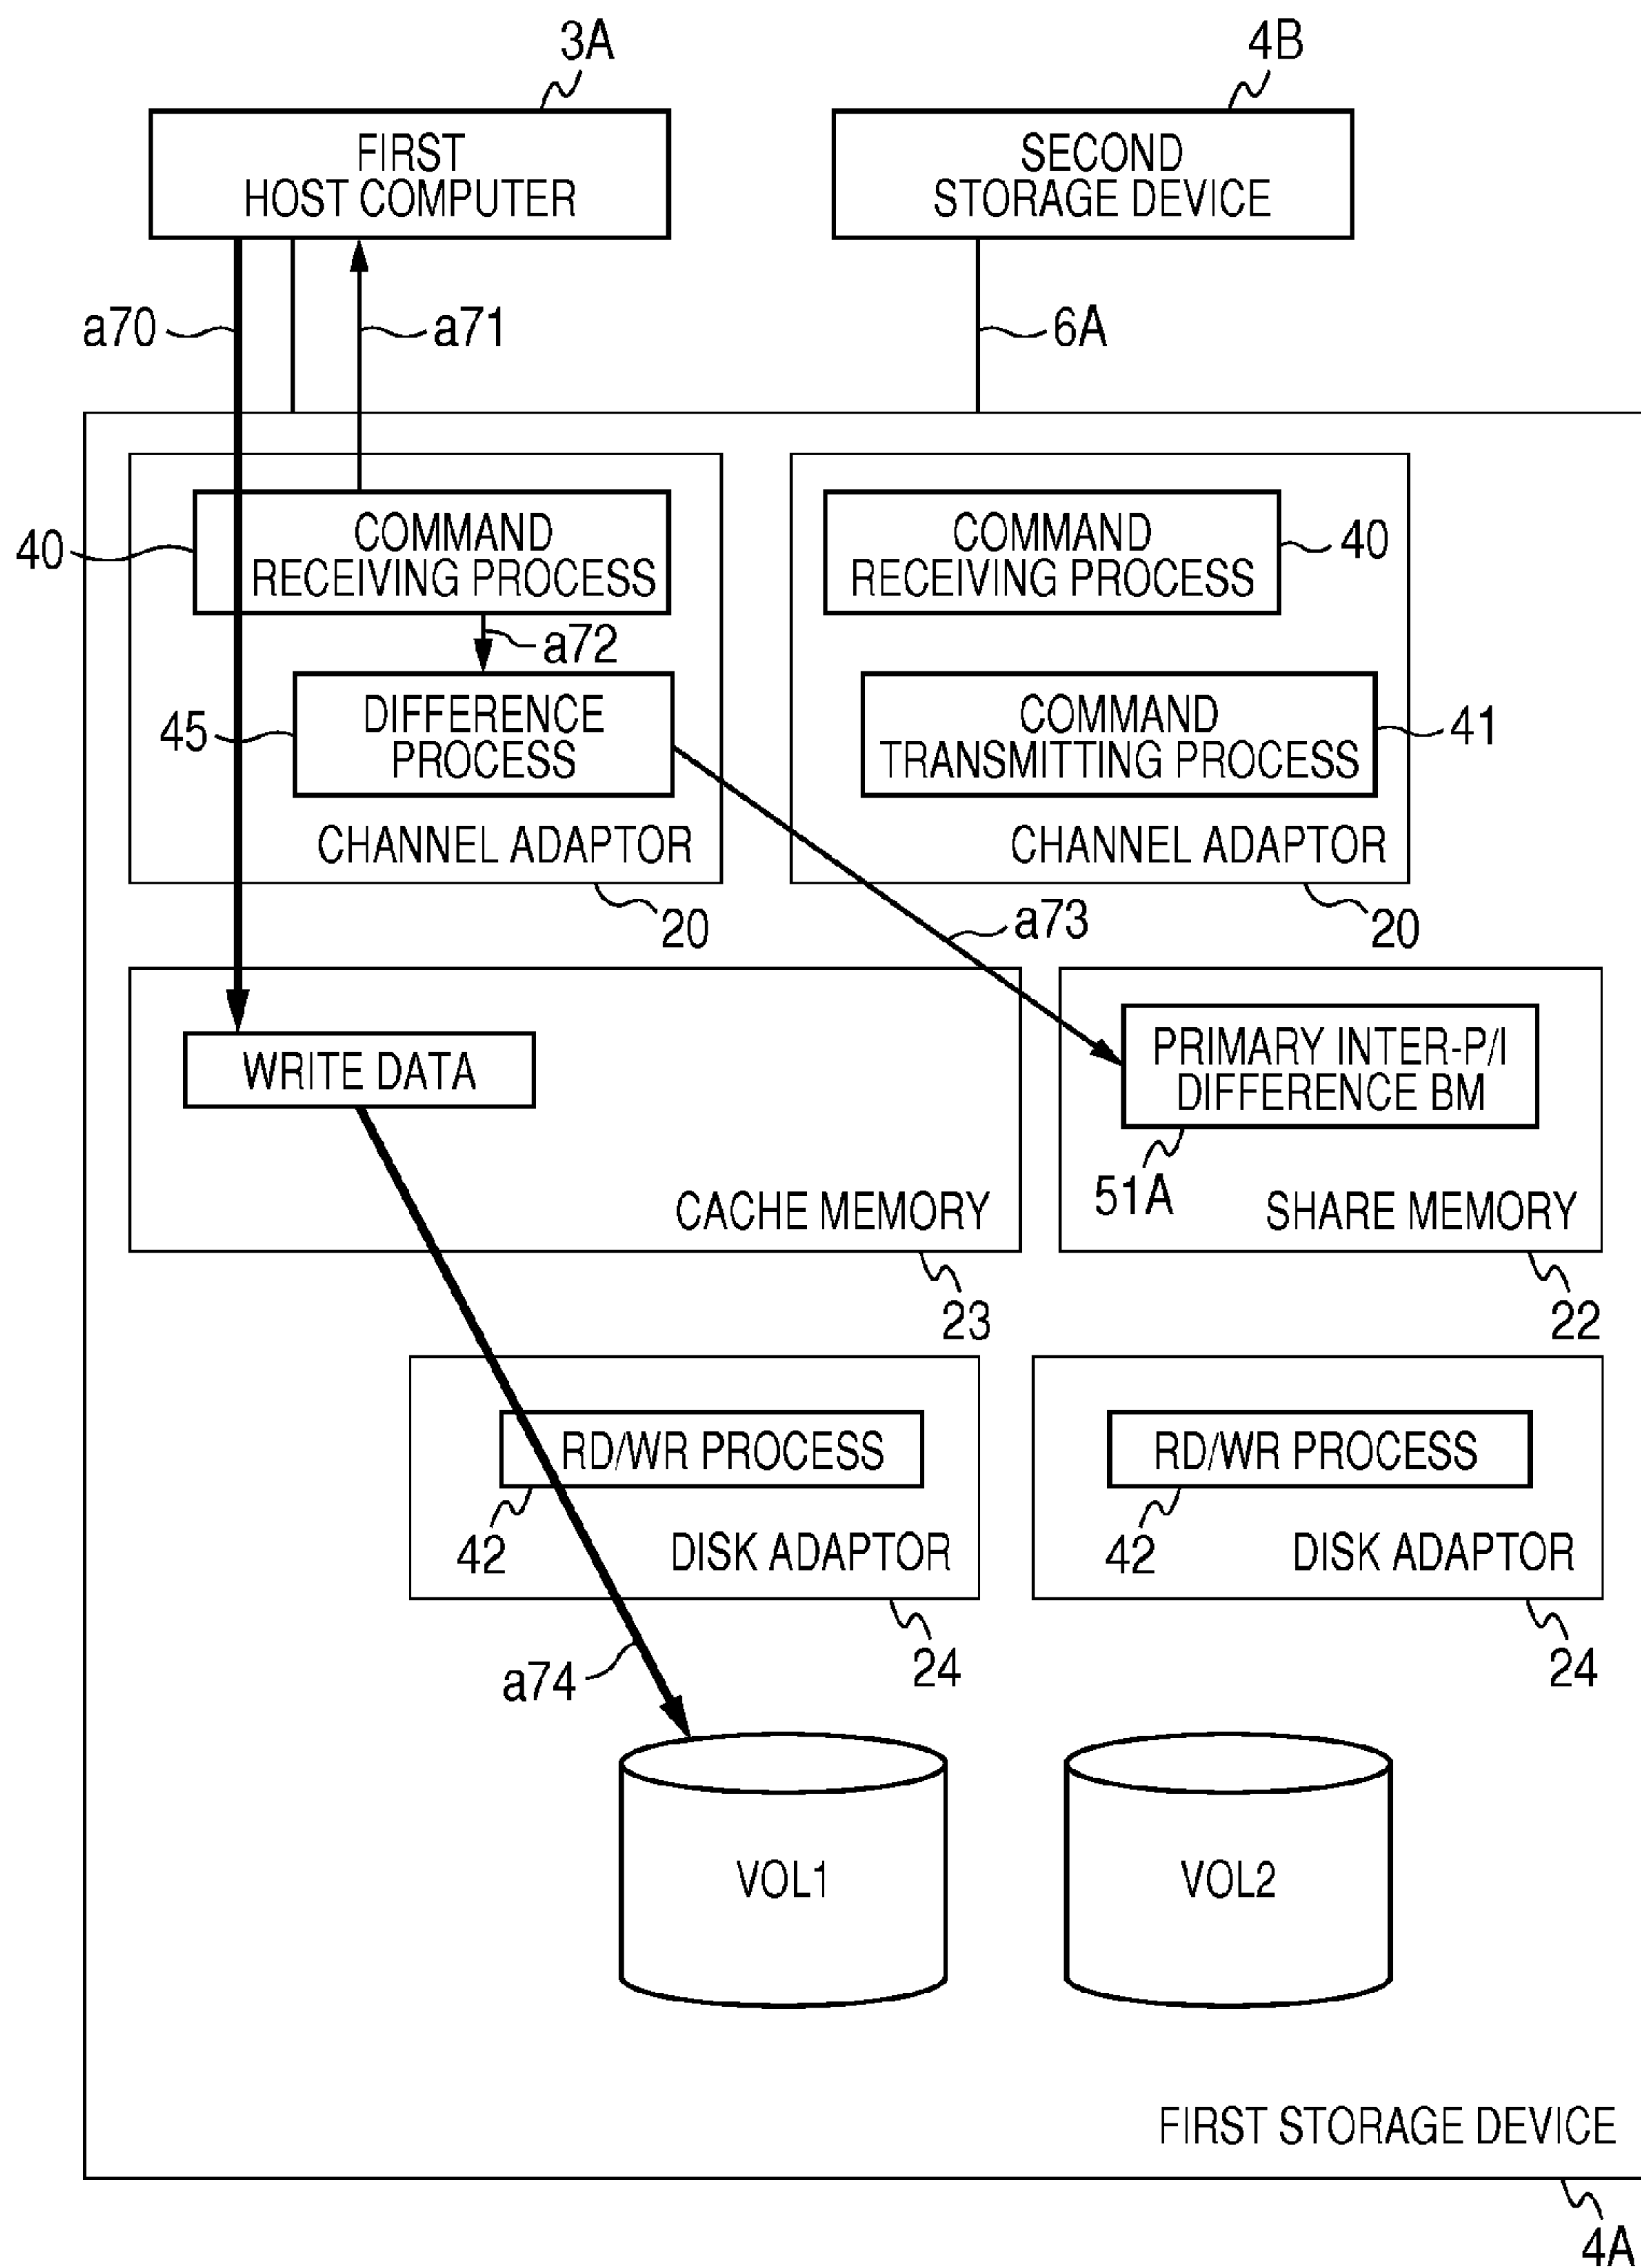 3A
4B
FIRST
HOST COMPUTER
SECOND
STORAGE DEVICE
a70
a71
6A
40
COMMAND
RECEIVING PROCESS
COMMAND
RECEIVING PROCESS
40
a72
45
DIFFERENCE
PROCESS
COMMAND
TRANSMITTING PROCESS
41
CHANNEL ADAPTOR
CHANNEL ADAPTOR
20
a73
20
WRITE DATA
PRIMARY INTER-P/I
DIFFERENCE BM
51A
CACHE MEMORY
SHARE MEMORY
23
22
RD/WR PROCESS
RD/WR PROCESS
42
DISK ADAPTOR
42
DISK ADAPTOR
24
24
a74
VOL1
VOL2
FIRST STORAGE DEVICE
4A